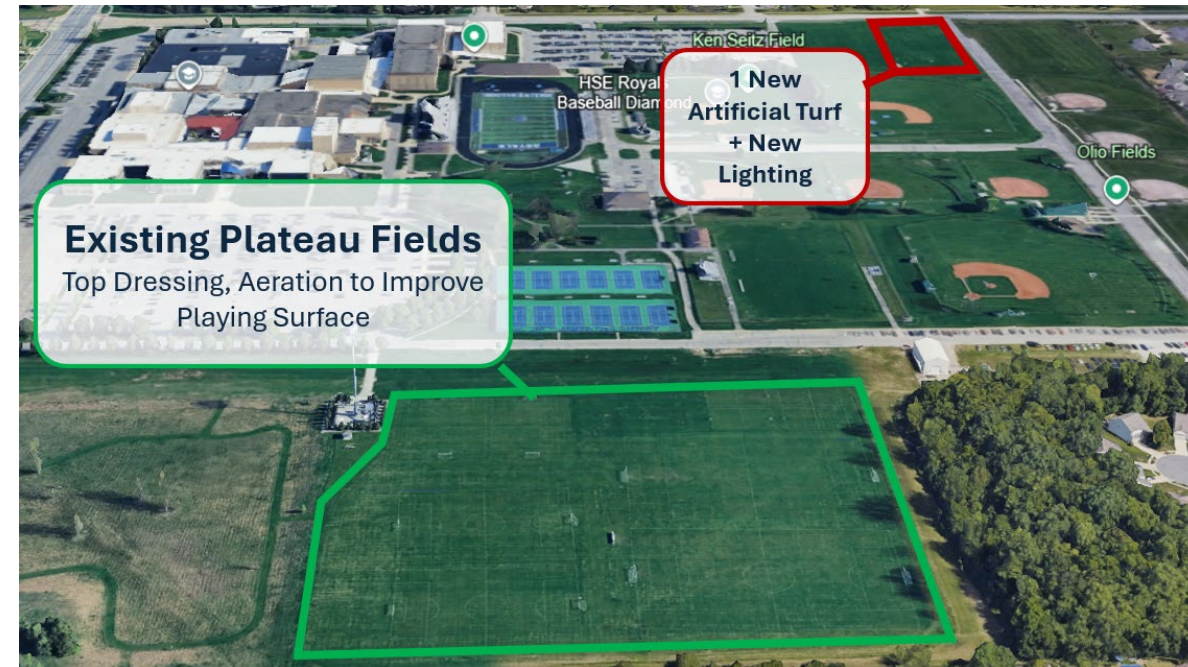 Ken Seitz Field
HSE Royals
Baseball Diamond
1 New
Artificial Turf
+ New
Lighting
Olio Fields
Existing Plateau Fields
Top Dressing, Aeration to Improve
Playing Surface